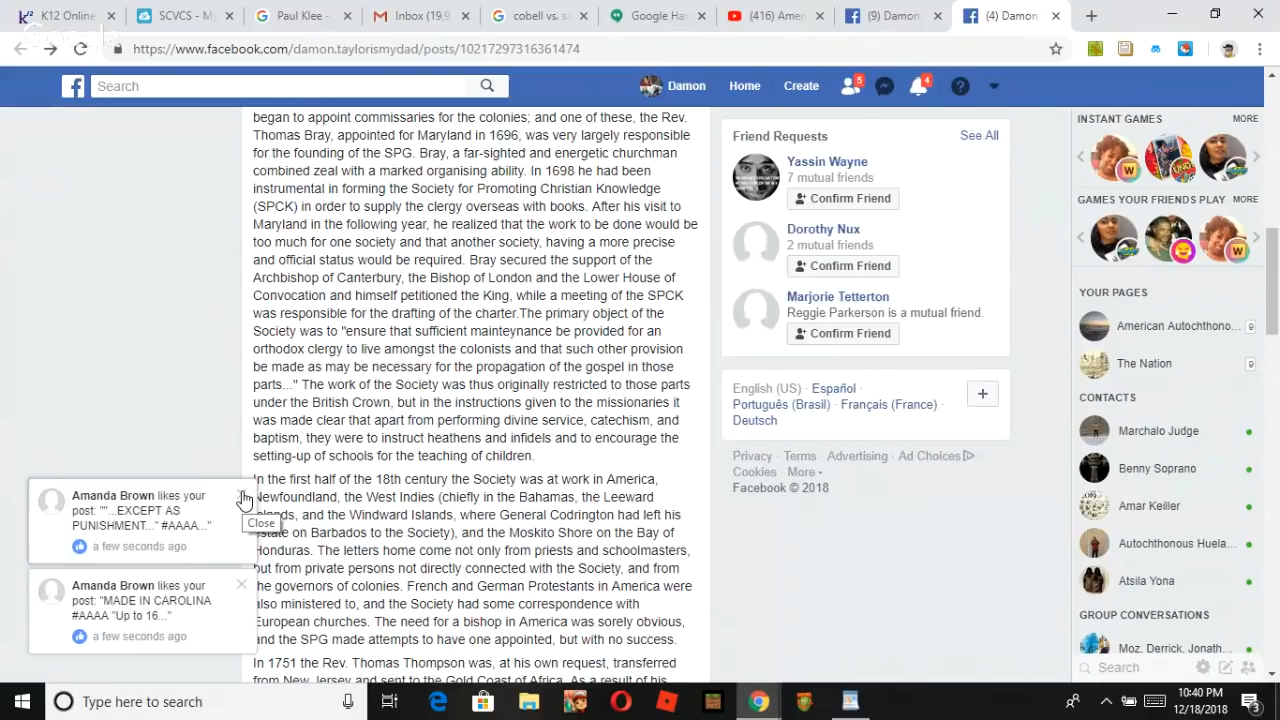 K12 Online
SCVCS - My
Paul Klee -
Inbox (19,9
cobell vs. s
Google Ha
(416) Ameri
(9) Damon
(4) Damon
https://www.facebook.com/damon.taylorismydad/posts/10217297316361474
Search
Damon
Home
Create
5
4
began to appoint commissaries for the colonies; and one of these, the Rev.
Thomas Bray, appointed for Maryland in 1696, was very largely responsible
for the founding of the SPG. Bray, a far-sighted and energetic churchman
combined zeal with a marked organising ability. In 1698 he had been
instrumental in forming the Society for Promoting Christian Knowledge
(SPCK) in order to supply the clergy overseas with books. After his visit to
Maryland in the following year, he realized that the work to be done would be
too much for one society and that another society, having a more precise
and official status would be required. Bray secured the support of the
Archbishop of Canterbury, the Bishop of London and the Lower House of
Convocation and himself petitioned the King, while a meeting of the SPCK
was responsible for the drafting of the charter.The primary object of the
Society was to "ensure that sufficient mainteynance be provided for an
orthodox clergy to live amongst the colonists and that such other provision
be made as may be necessary for the propagation of the gospel in those
parts..." The work of the Society was thus originally restricted to those parts
under the British Crown, but in the instructions given to the missionaries it
was made clear that apart from performing divine service, catechism, and
baptism, they were to instruct heathens and infidels and to encourage the
setting-up of schools for the teaching of children.
In the first half of the 18th century the Society was at work in America,
Newfoundland, the West Indies (chiefly in the Bahamas, the Leeward
and the Windward Islands, where General Codrington had left his
on Barbados to the Society), and the Moskito Shore on the Bay of
Honduras. The letters home come not only from priests and schoolmasters,
but from private persons not directly connected with the Society, and from
the governors of colonies. French and German Protestants in America were
also ministered to, and the Society had some correspondence with
European churches. The need for a bishop in America was sorely obvious,
and the SPG made attempts to have one appointed, but with no success.
In 1751 the Rev. Thomas Thompson was, at his own request, transferred
from New Jersey and sent to the Gold Coast of Africa. As a result of his
Amanda Brown likes your
post: ""...EXCEPT AS
PUNISHMENT..." #AAAA..."
a few seconds ago
Close
Amanda Brown likes your
post: "MADE IN CAROLINA
#AAAA "Up to 16..."
a few seconds ago
Friend Requests
See All
Yassin Wayne
7 mutual friends
Confirm Friend
Dorothy Nux
2 mutual friends
Confirm Friend
Marjorie Tetterton
Reggie Parkerson is a mutual friend.
Confirm Friend
English (US) · Español ·
Português (Brasil) · Français (France) ·
Deutsch
Privacy · Terms · Advertising · Ad Choices ·
Cookies · More
Facebook © 2018
INSTANT GAMES
MORE
GAMES YOUR FRIENDS PLAY
MORE
YOUR PAGES
American Autochthono...
9
The Nation
9
CONTACTS
Marchalo Judge
Benny Soprano
Amar Keiller
Autochthonous Huela...
Atsila Yona
GROUP CONVERSATIONS
Moz, Derrick, Jonath...
Search
Type here to search
10:40 PM
12/18/2018
3